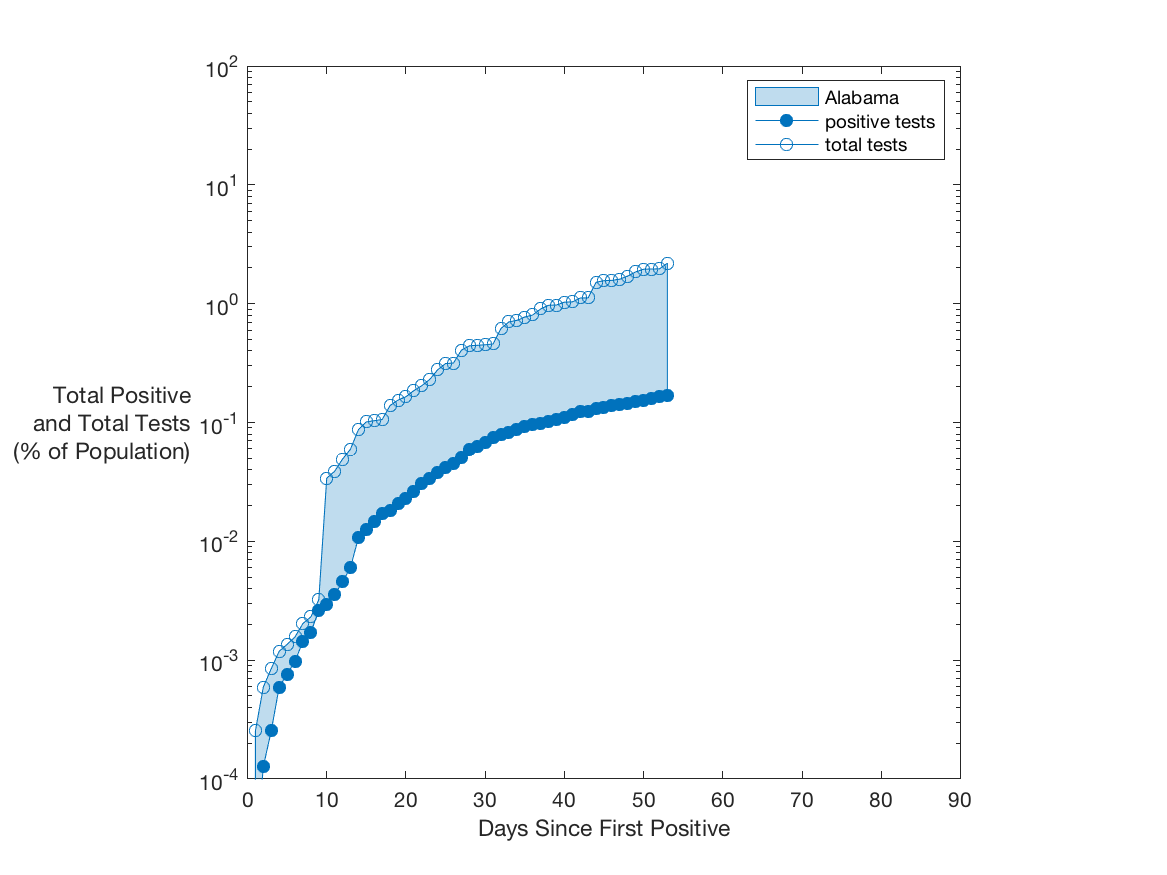 10^2
10^1
10^0
10^-1
10^-2
10^-3
10^-4
Total Positive
and Total Tests
(% of Population)
Alabama
positive tests
total tests
0 10 20 30 40 50 60 70 80 90
Days Since First Positive